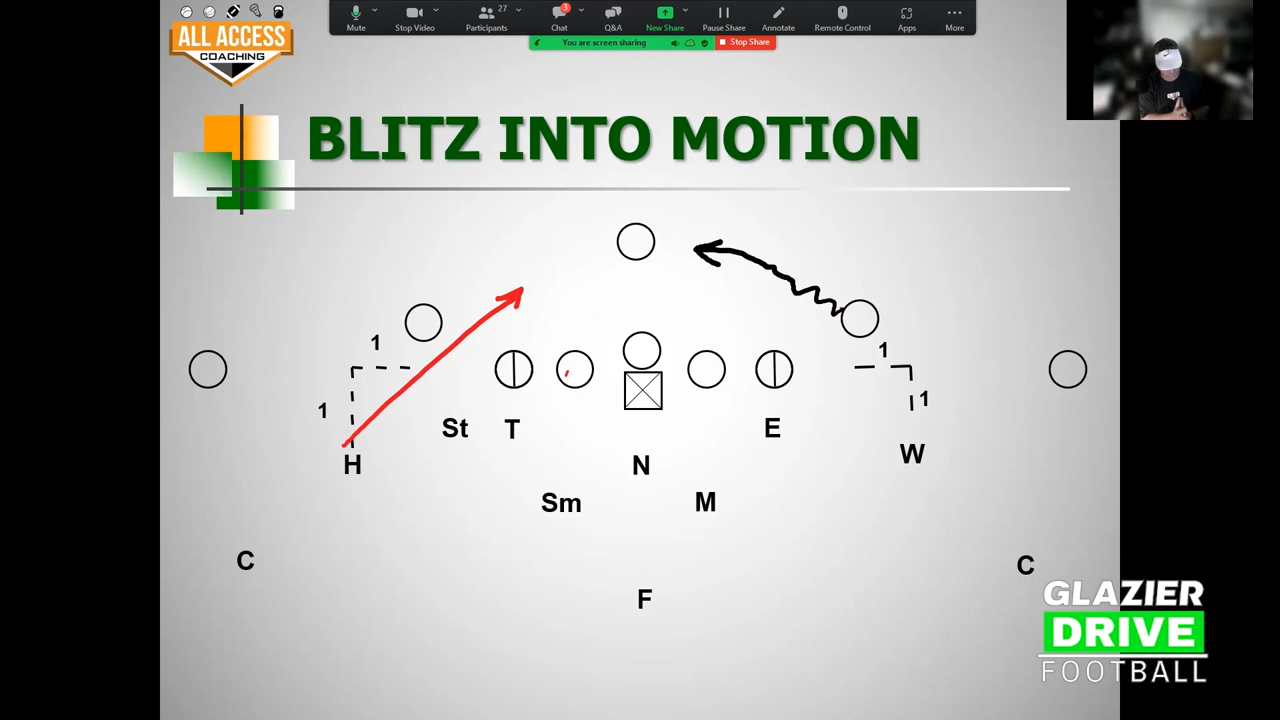 Mute
Stop Video
27
Participants
3
Chat
Q&A
New Share
Pause Share
Annotate
Remote Control
Apps
More
You are screen sharing
Stop Share
ALL ACCESS
COACHING
BLITZ INTO MOTION
1
1
1
1
St
T
E
H
W
N
Sm
M
C
C
F
GLAZIER
DRIVE
FOOTBALL